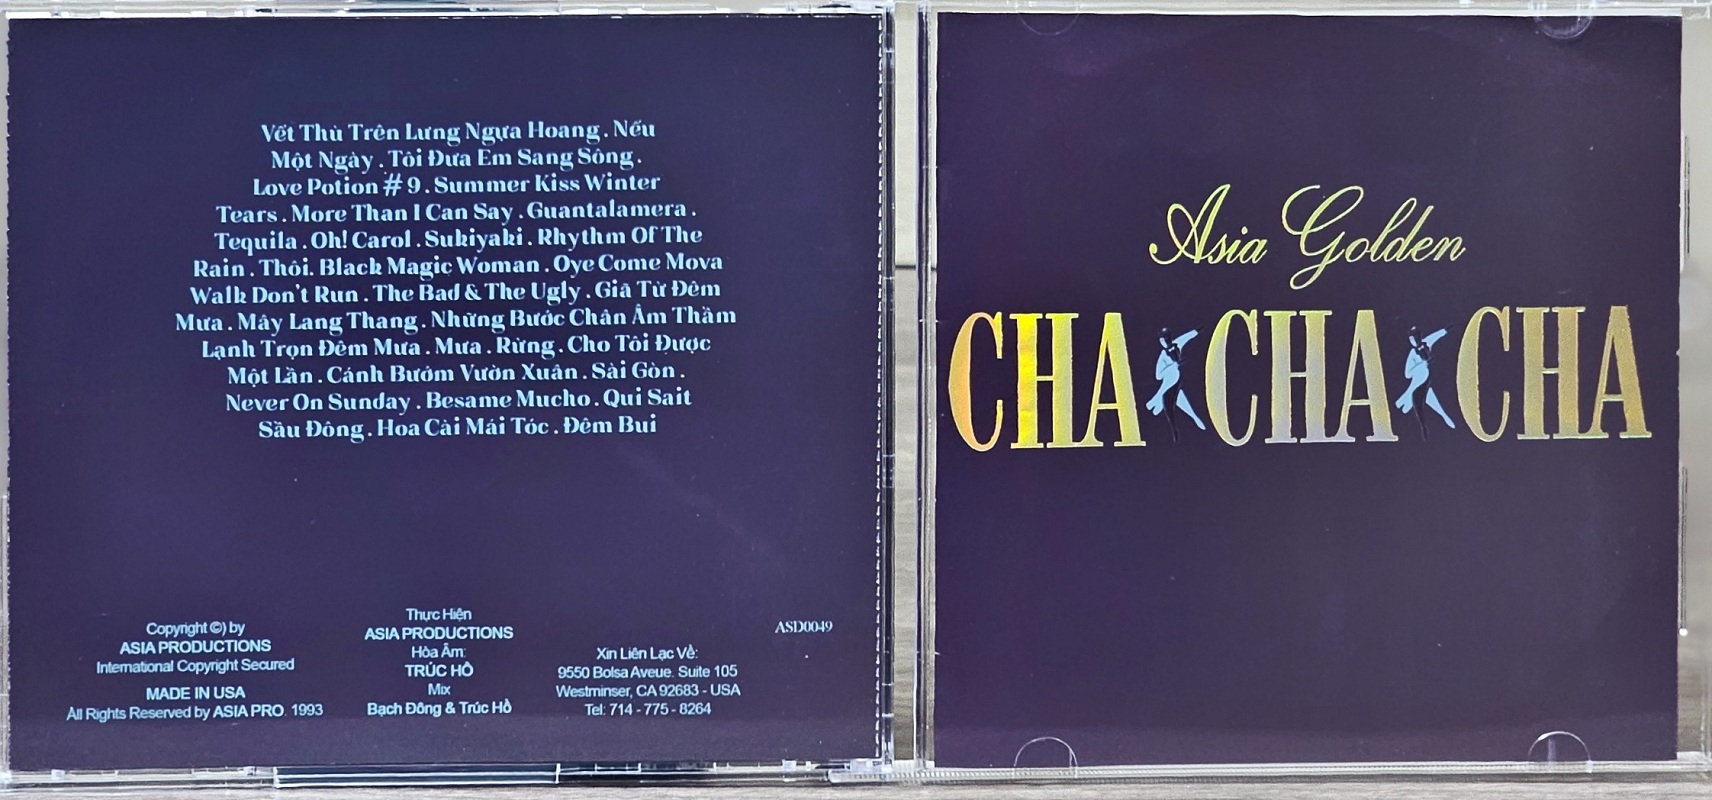 Vết Thù Trên Lưng Ngựa Hoang . Nếu
Một Ngày . Tôi Đưa Em Sang Sông .
Love Potion # 9 . Summer Kiss Winter
Tears . More Than I Can Say . Guantalamera .
Tequila . Oh! Carol . Sukiyaki . Rhythm Of The
Rain . Thôi. Black Magic Woman . Oye Come Mova
Walk Don't Run . The Bad & The Ugly . Giã Từ Đêm
Mưa . Mây Lang Thang . Những Bước Chân Âm Thầm
Lạnh Trọn Đêm Mưa . Mưa . Rừng . Cho Tôi Được
Một Lần . Cánh Bướm Vườn Xuân . Sài Gòn .
Never On Sunday . Besame Mucho . Qui Sait
Sầu Đông . Hoa Cài Mái Tóc . Đêm Bui
Copyright ©) by
ASIA PRODUCTIONS
International Copyright Secured
MADE IN USA
All Rights Reserved by ASIA PRO. 1993
Thực Hiện
ASIA PRODUCTIONS
Hòa Âm:
TRÚC HỒ
Mix
Bạch Đông & Trúc Hồ
Xin Liên Lạc Về:
9550 Bolsa Aveue. Suite 105
Westminser, CA 92683 - USA
Tel: 714 - 775 - 8264
ASD0049
Asia Golden
CHA CHA CHA